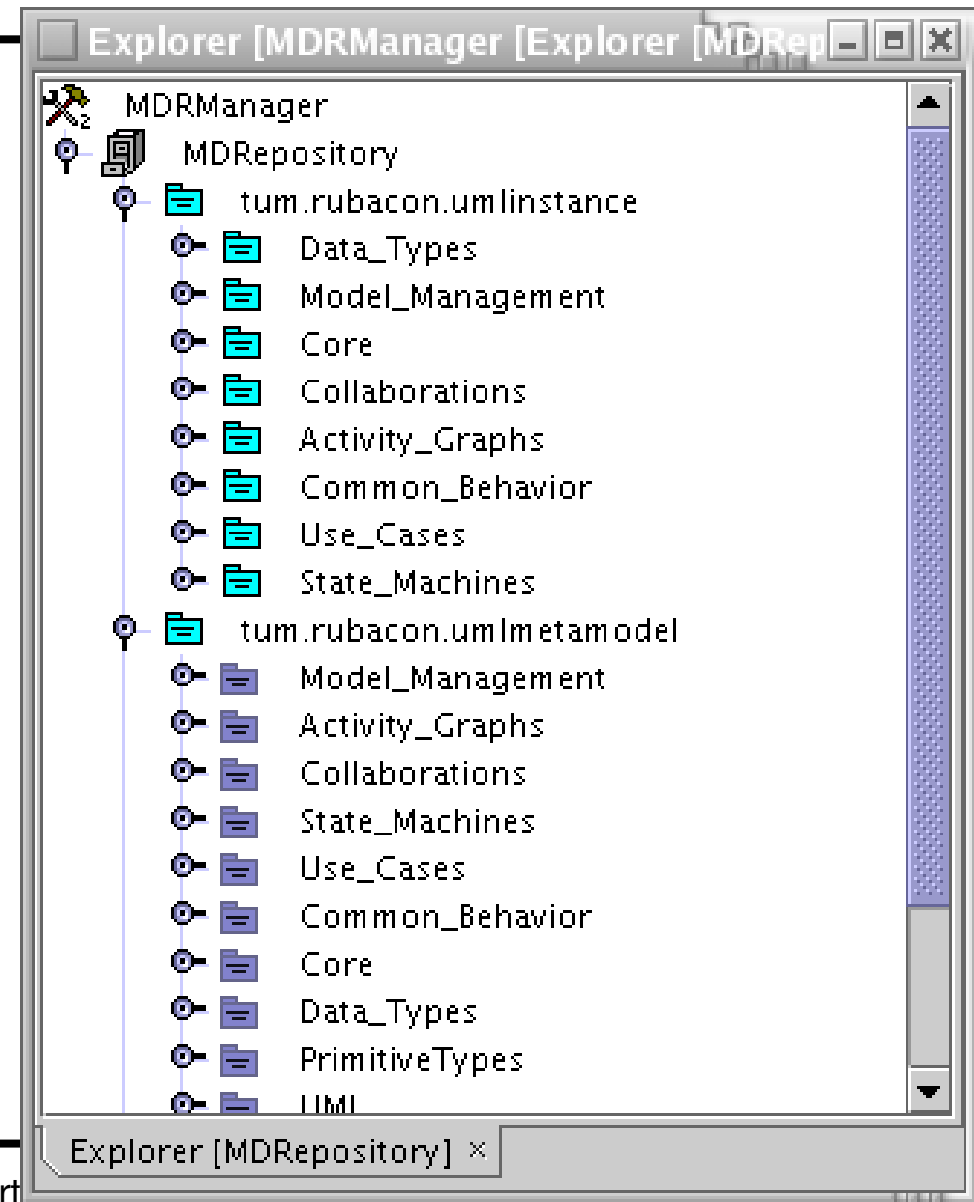 Explorer [MDRManager [Explorer [MDRep
MDRManager
MDRepository
tum.rubacon.umlinstance
Data_Types
Model_Management
Core
Collaborations
Activity_Graphs
Common_Behavior
Use_Cases
State_Machines
tum.rubacon.umlmetamodel
Model_Management
Activity_Graphs
Collaborations
State_Machines
Use_Cases
Common_Behavior
Core
Data_Types
PrimitiveTypes
UML
Explorer [MDRepository] ×